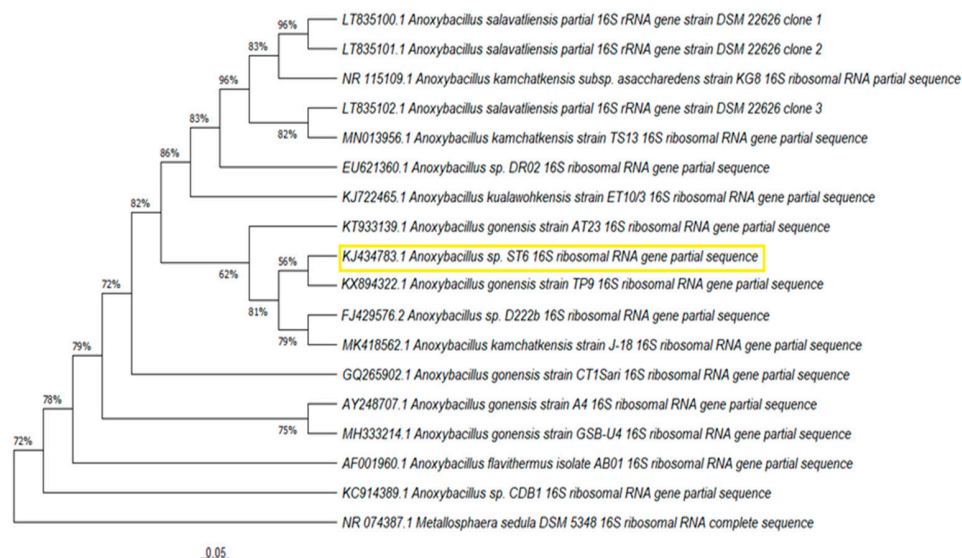 LT835100.1 Anoxybacillus salavatliensis partial 16S rRNA gene strain DSM 22626 clone 1
96%
LT835101.1 Anoxybacillus salavatliensis partial 16S rRNA gene strain DSM 22626 clone 2
83%
NR 115109.1 Anoxybacillus kamchatkensis subsp. asaccharedens strain KG8 16S ribosomal RNA partial sequence
96%
LT835102.1 Anoxybacillus salavatliensis partial 16S rRNA gene strain DSM 22626 clone 3
82%
MN013956.1 Anoxybacillus kamchatkensis strain TS13 16S ribosomal RNA gene partial sequence
83%
EU621360.1 Anoxybacillus sp. DR02 16S ribosomal RNA gene partial sequence
86%
KJ722465.1 Anoxybacillus kualawohkensis strain ET10/3 16S ribosomal RNA gene partial sequence
82%
KT933139.1 Anoxybacillus gonensis strain AT23 16S ribosomal RNA gene partial sequence
62%
KJ434783.1 Anoxybacillus sp. ST6 16S ribosomal RNA gene partial sequence
56%
KX894322.1 Anoxybacillus gonensis strain TP9 16S ribosomal RNA gene partial sequence
81%
FJ429576.2 Anoxybacillus sp. D222b 16S ribosomal RNA gene partial sequence
79%
MK418562.1 Anoxybacillus kamchatkensis strain J-18 16S ribosomal RNA gene partial sequence
72%
GQ265902.1 Anoxybacillus gonensis strain CT1Sari 16S ribosomal RNA gene partial sequence
79%
AY248707.1 Anoxybacillus gonensis strain A4 16S ribosomal RNA gene partial sequence
75%
MH333214.1 Anoxybacillus gonensis strain GSB-U4 16S ribosomal RNA gene partial sequence
78%
AF001960.1 Anoxybacillus flavithermus isolate AB01 16S ribosomal RNA gene partial sequence
72%
KC914389.1 Anoxybacillus sp. CDB1 16S ribosomal RNA gene partial sequence
NR 074387.1 Metallosphaera sedula DSM 5348 16S ribosomal RNA complete sequence
0.05